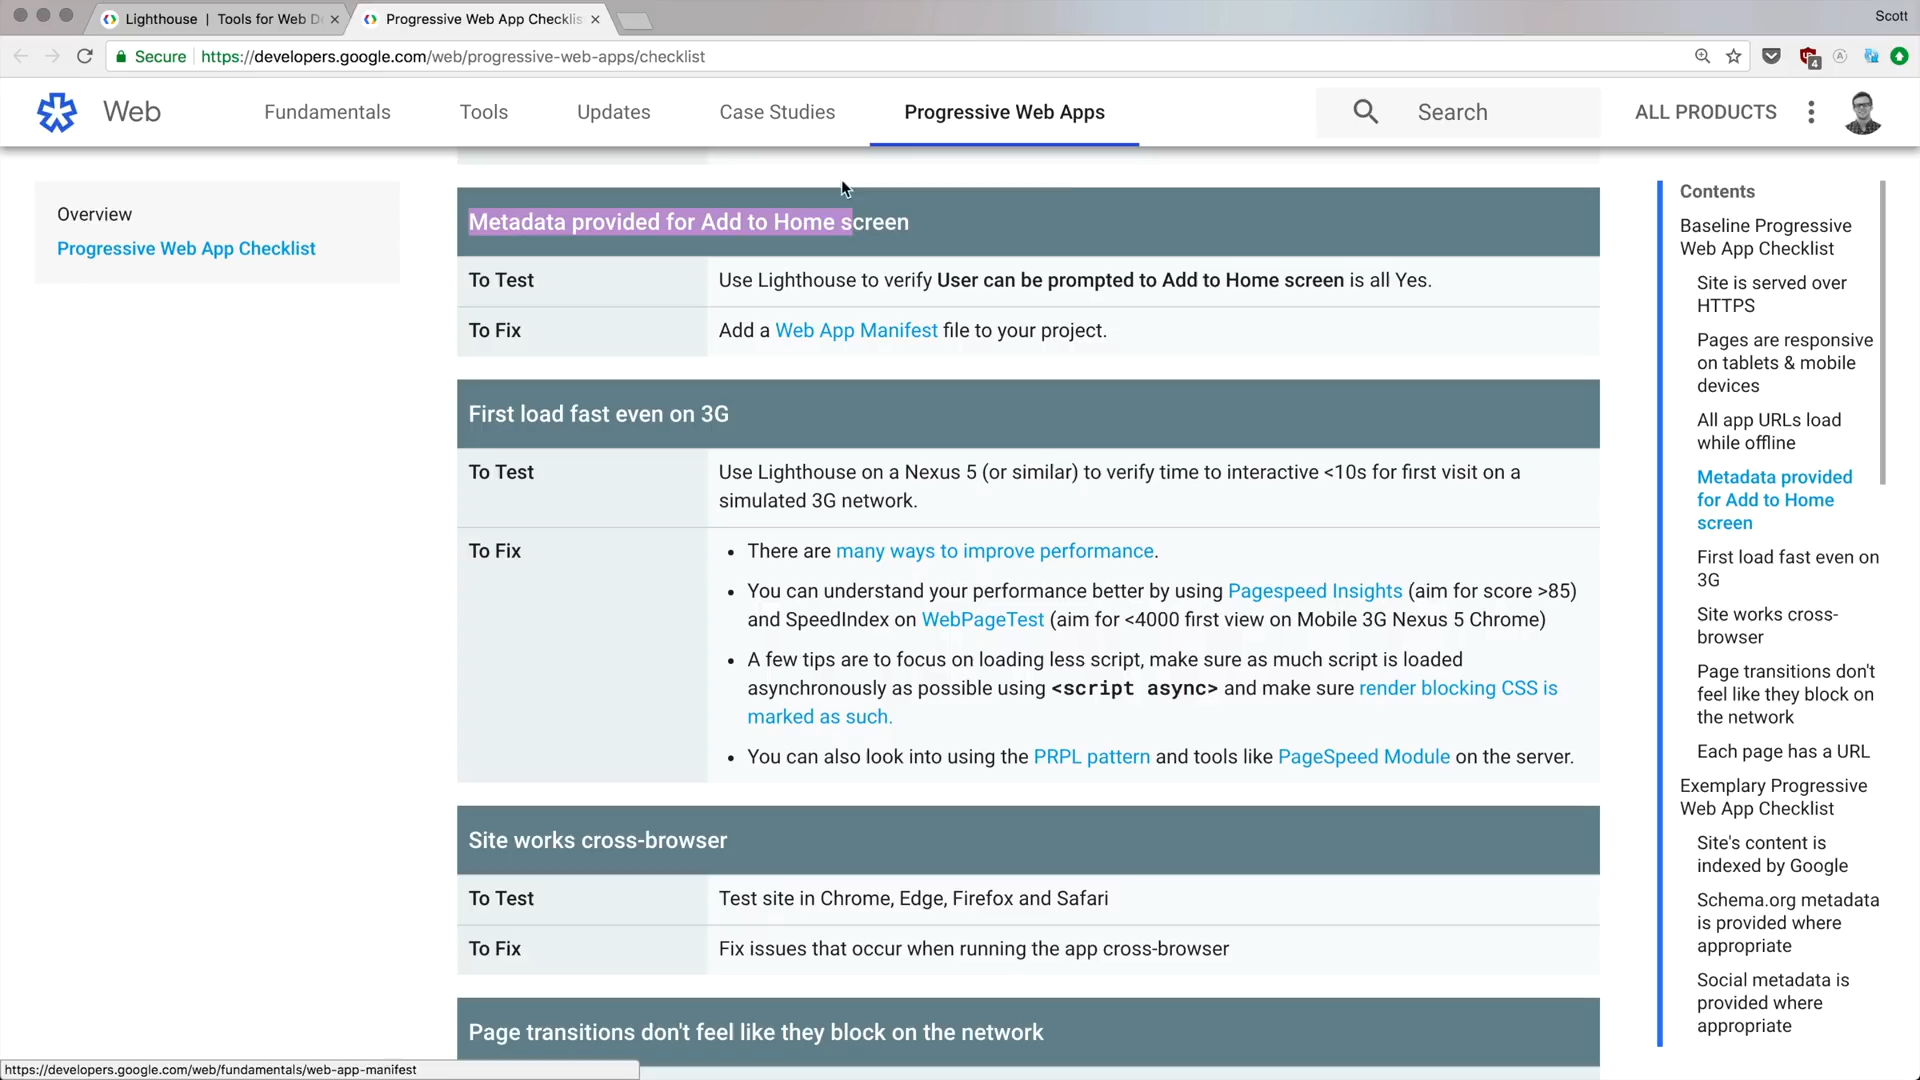 Scott
Lighthouse | Tools for Web D
Progressive Web App Checklis
Secure
https://developers.google.com/web/progressive-web-apps/checklist
4
A
Web
Fundamentals
Tools
Updates
Case Studies
Progressive Web Apps
Search
ALL PRODUCTS
Overview
Progressive Web App Checklist
Metadata provided for Add to Home screen
To Test
Use Lighthouse to verify User can be prompted to Add to Home screen is all Yes.
To Fix
Add a Web App Manifest file to your project.
First load fast even on 3G
To Test
Use Lighthouse on a Nexus 5 (or similar) to verify time to interactive <10s for first visit on a
simulated 3G network.
To Fix
• There are many ways to improve performance.
• You can understand your performance better by using Pagespeed Insights (aim for score >85)
and SpeedIndex on WebPageTest (aim for <4000 first view on Mobile 3G Nexus 5 Chrome)
• A few tips are to focus on loading less script, make sure as much script is loaded
asynchronously as possible using <script async> and make sure render blocking CSS is
marked as such.
• You can also look into using the PRPL pattern and tools like PageSpeed Module on the server.
Site works cross-browser
To Test
Test site in Chrome, Edge, Firefox and Safari
To Fix
Fix issues that occur when running the app cross-browser
Page transitions don't feel like they block on the network
Contents
Baseline Progressive
Web App Checklist
Site is served over
HTTPS
Pages are responsive
on tablets & mobile
devices
All app URLs load
while offline
Metadata provided
for Add to Home
screen
First load fast even on
3G
Site works cross-
browser
Page transitions don't
feel like they block on
the network
Each page has a URL
Exemplary Progressive
Web App Checklist
Site's content is
indexed by Google
Schema.org metadata
is provided where
appropriate
Social metadata is
provided where
appropriate
https://developers.google.com/web/fundamentals/web-app-manifest